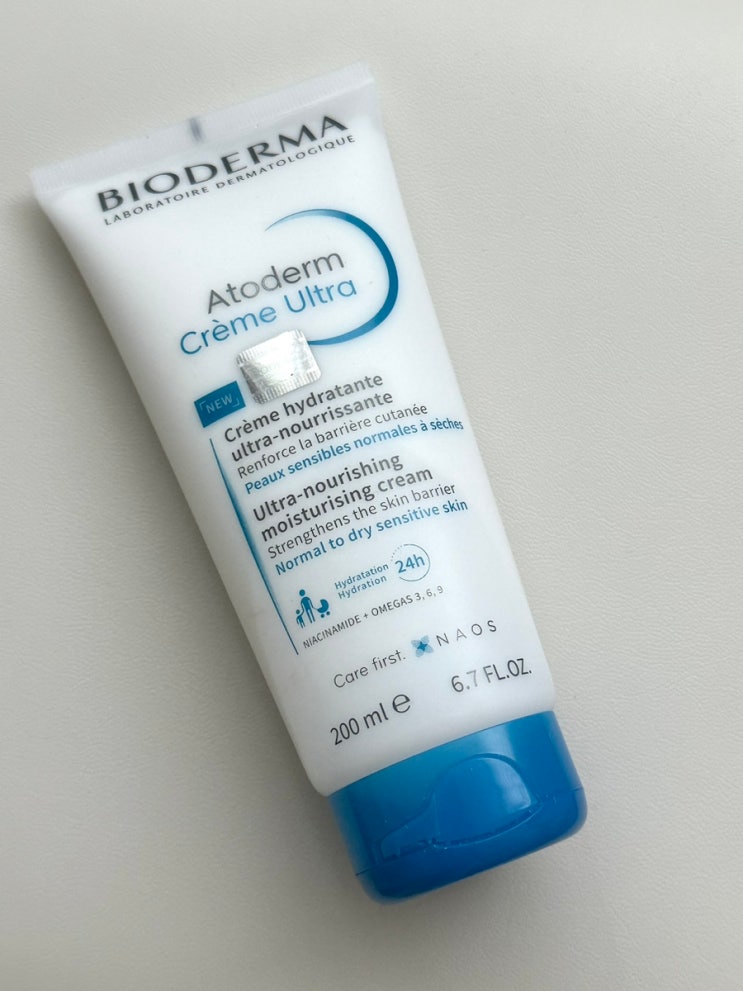 BIODERMA
LABORATOIRE DERMATOLOGIQUE
Atoderm
Crème Ultra
NEW
Crème hydratante
ultra-nourrissante
Renforce la barrière cutanée
Peaux sensibles normales à sèches
Ultra-nourishing
moisturising cream
Strengthens the skin barrier
Normal to dry sensitive skin
Hydratation
Hydration
24h
NIACINAMIDE + OMEGAS 3, 6, 9
Care first.
NAOS
200 ml e
6.7 FL.OZ.